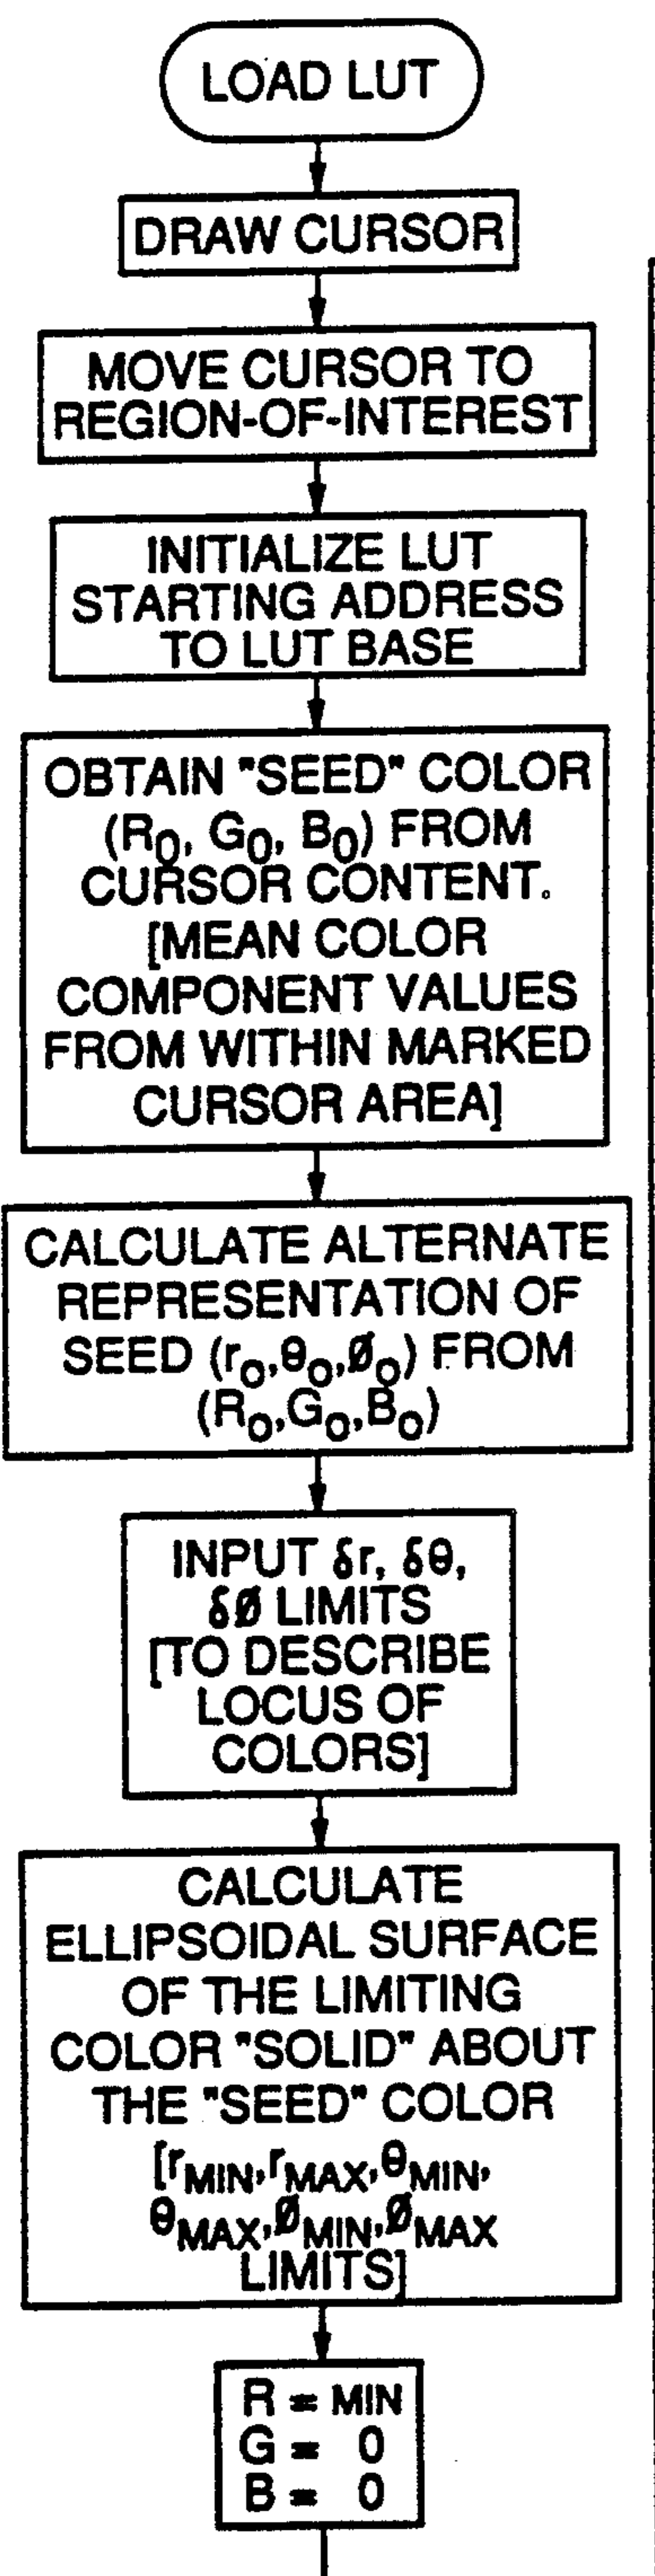 LOAD LUT
DRAW CURSOR
MOVE CURSOR TO
REGION-OF-INTEREST
INITIALIZE LUT
STARTING ADDRESS
TO LUT BASE
OBTAIN "SEED" COLOR
(R₀, G₀, B₀) FROM
CURSOR CONTENT.
[MEAN COLOR
COMPONENT VALUES
FROM WITHIN MARKED
CURSOR AREA]
CALCULATE ALTERNATE
REPRESENTATION OF
SEED (r₀,θ₀,Ø₀) FROM
(R₀,G₀,B₀)
INPUT δr, δθ,
δØ LIMITS
[TO DESCRIBE
LOCUS OF
COLORS]
CALCULATE
ELLIPSOIDAL SURFACE
OF THE LIMITING
COLOR "SOLID" ABOUT
THE "SEED" COLOR
[rMIN,rMAX,θMIN,
θMAX,ØMIN,ØMAX
LIMITS]
R = MIN
G = 0
B = 0